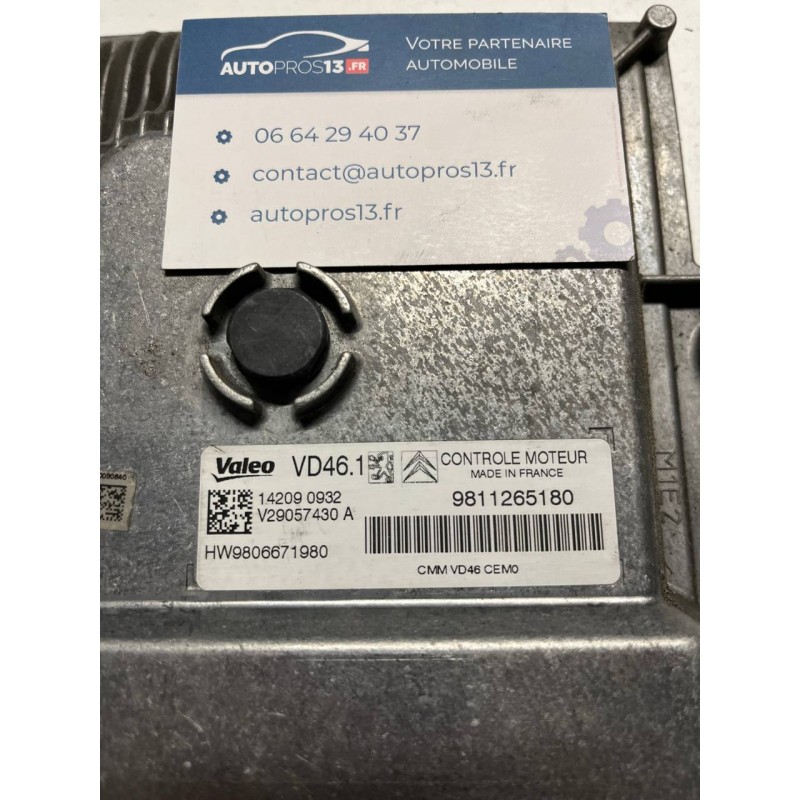 VOTRE PARTENAIRE
AUTOMOBILE
AUTOPROS13.FR
06 64 29 40 37
contact@autopros13.fr
autopros13.fr
Valeo VD46.1 CONTROLE MOTEUR
MADE IN FRANCE
14209 0932
V29057430 A
9811265180
HW9806671980
CMM VD46 CEM0